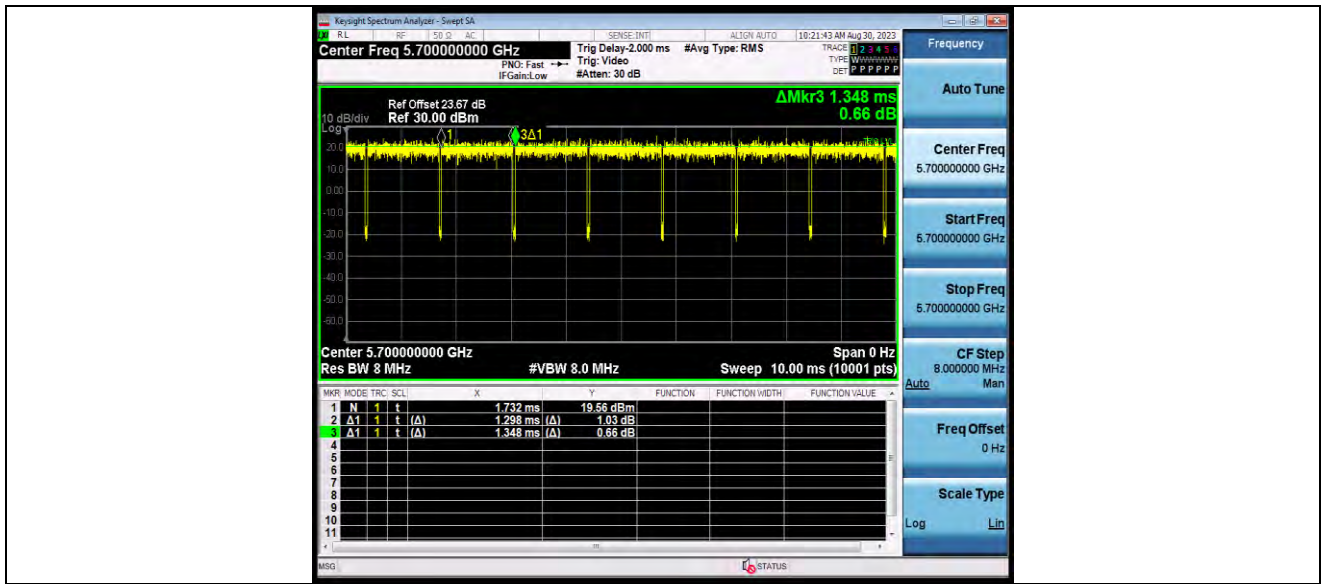 Keysight Spectrum Analyzer - Swept SA
RL RF 50 Ω AC SENSE:INT ALIGN AUTO 10:21:43 AM Aug 30, 2023
Center Freq 5.700000000 GHz
PNO: Fast
IFGain:Low
Trig Delay-2.000 ms
Trig: Video
#Atten: 30 dB
#Avg Type: RMS
TRACE 1 2 3 4 5 6
TYPE WWWWWW
DET P P P P P P
ΔMkr3 1.348 ms
0.66 dB
Ref Offset 23.67 dB
10 dB/div Ref 30.00 dBm
Log
1 3Δ1
20.0
10.0
0.00
-10.0
-20.0
-30.0
-40.0
-50.0
-60.0
Center 5.700000000 GHz Span 0 Hz
Res BW 8 MHz #VBW 8.0 MHz Sweep 10.00 ms (10001 pts)
MKR MODE TRC SCL X Y FUNCTION FUNCTION WIDTH FUNCTION VALUE
1 N 1 t 1.732 ms 19.56 dBm
2 Δ1 1 t (Δ) 1.298 ms (Δ) 1.03 dB
3 Δ1 1 t (Δ) 1.348 ms (Δ) 0.66 dB
4
5
6
7
8
9
10
11
MSG STATUS
Frequency
Auto Tune
Center Freq
5.700000000 GHz
Start Freq
5.700000000 GHz
Stop Freq
5.700000000 GHz
CF Step
8.000000 MHz
Auto Man
Freq Offset
0 Hz
Scale Type
Log Lin